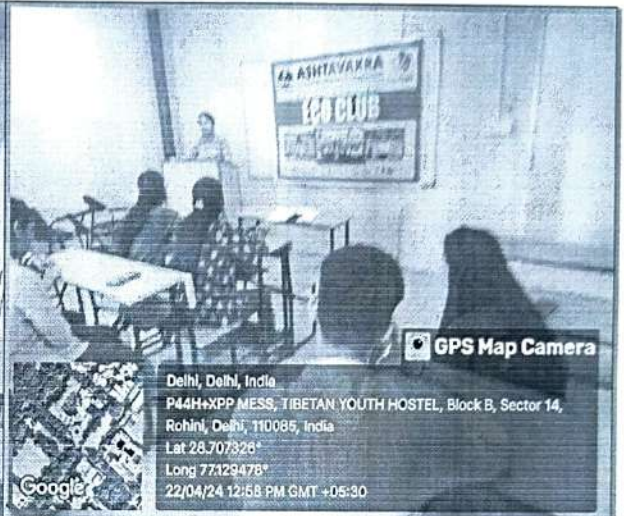 ASHTAVAKRA
ECO CLUB
GPS Map Camera
Delhi, Delhi, India
P44H+XPP MESS, TIBETAN YOUTH HOSTEL, Block B, Sector 14,
Rohini, Delhi, 110085, India
Lat 28.707326°
Long 77.129478°
22/04/24 12:58 PM GMT +05:30
Google